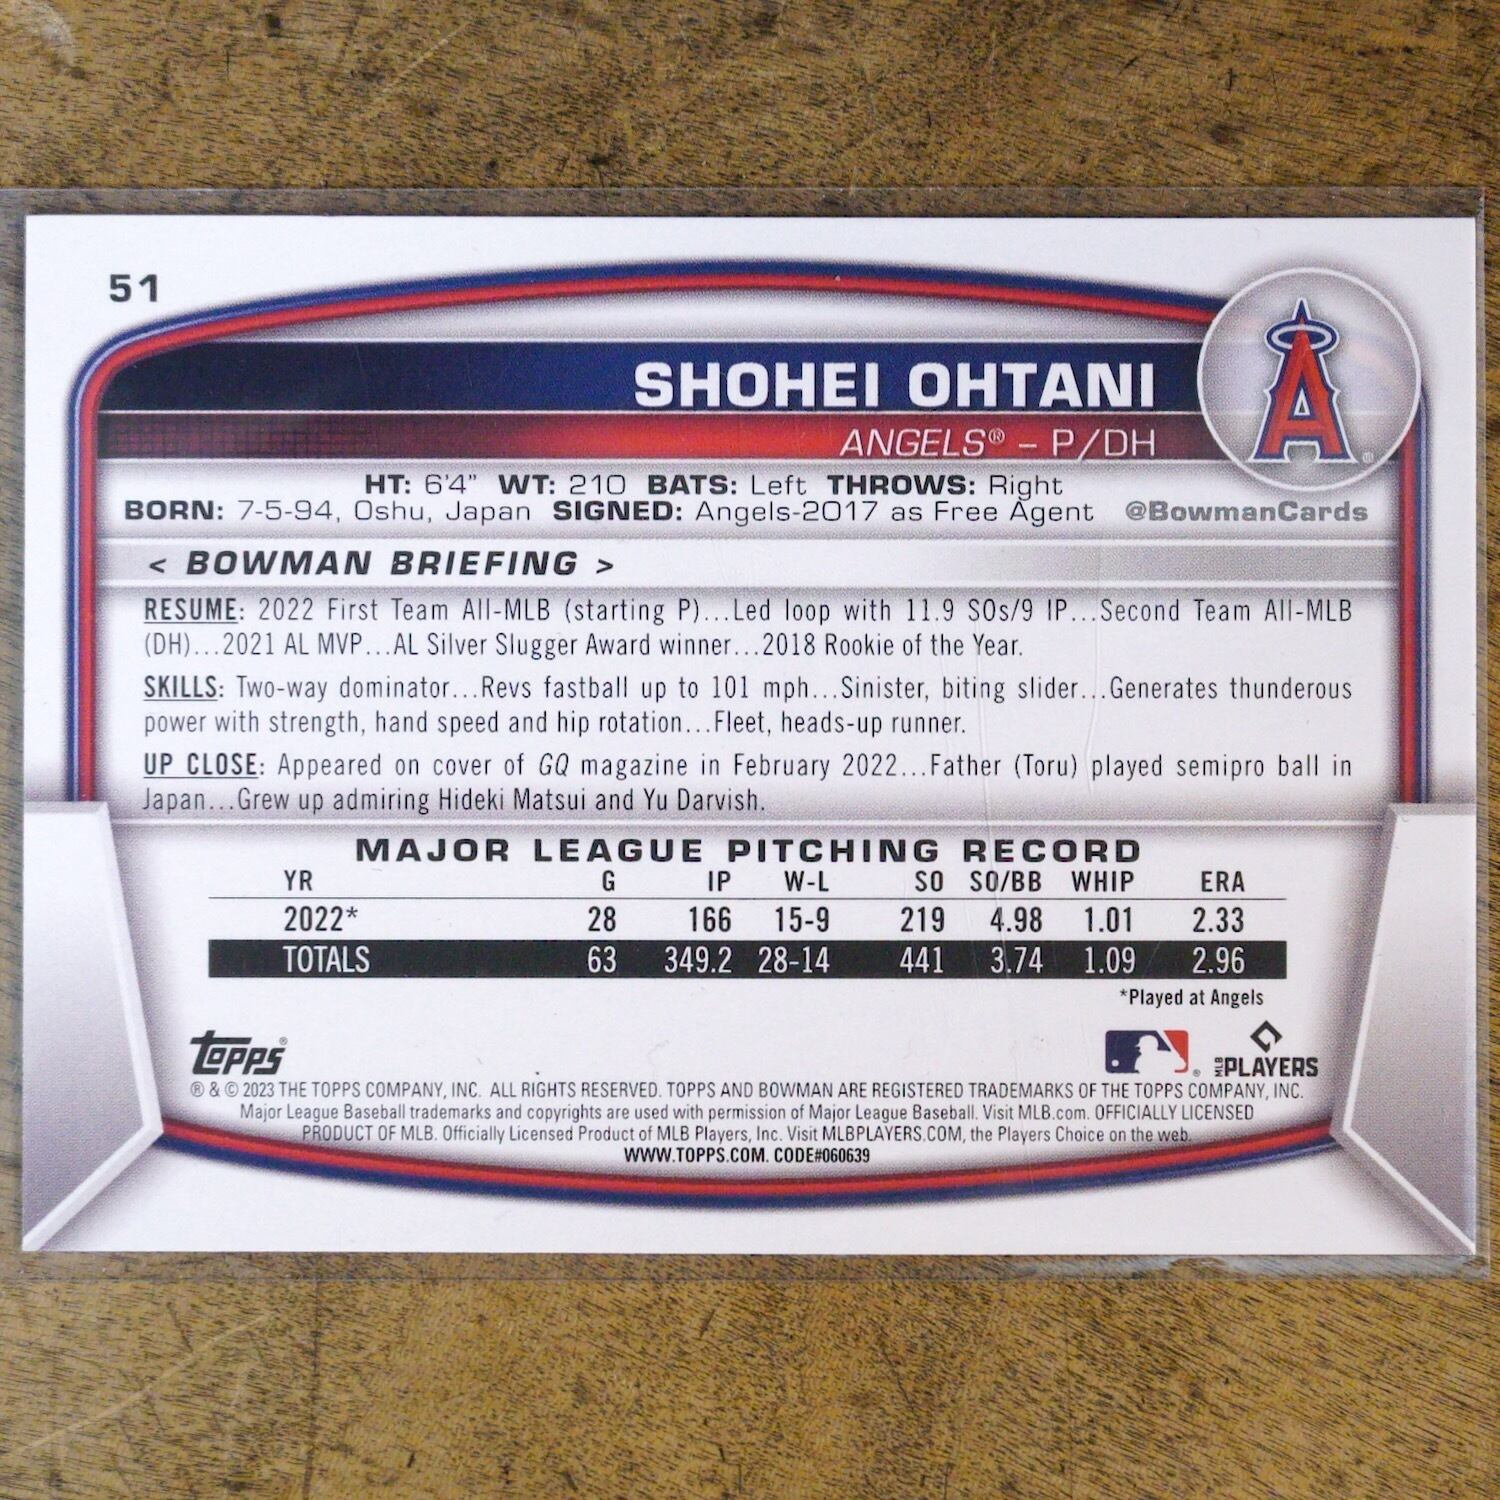 51
SHOHEI OHTANI
ANGELS® – P/DH
HT: 6'4" WT: 210 BATS: Left THROWS: Right
BORN: 7-5-94, Oshu, Japan SIGNED: Angels-2017 as Free Agent @BowmanCards
< BOWMAN BRIEFING >
RESUME: 2022 First Team All-MLB (starting P)...Led loop with 11.9 SOs/9 IP...Second Team All-MLB
(DH)...2021 AL MVP...AL Silver Slugger Award winner...2018 Rookie of the Year.
SKILLS: Two-way dominator...Revs fastball up to 101 mph...Sinister, biting slider...Generates thunderous
power with strength, hand speed and hip rotation...Fleet, heads-up runner.
UP CLOSE: Appeared on cover of GQ magazine in February 2022...Father (Toru) played semipro ball in
Japan...Grew up admiring Hideki Matsui and Yu Darvish.
MAJOR LEAGUE PITCHING RECORD
YR G IP W-L SO SO/BB WHIP ERA
2022* 28 166 15-9 219 4.98 1.01 2.33
TOTALS 63 349.2 28-14 441 3.74 1.09 2.96
*Played at Angels
Topps® MLB PLAYERS
® & © 2023 THE TOPPS COMPANY, INC. ALL RIGHTS RESERVED. TOPPS AND BOWMAN ARE REGISTERED TRADEMARKS OF THE TOPPS COMPANY, INC.
Major League Baseball trademarks and copyrights are used with permission of Major League Baseball. Visit MLB.com. OFFICIALLY LICENSED
PRODUCT OF MLB. Officially Licensed Product of MLB Players, Inc. Visit MLBPLAYERS.COM, the Players Choice on the web.
WWW.TOPPS.COM. CODE#060639